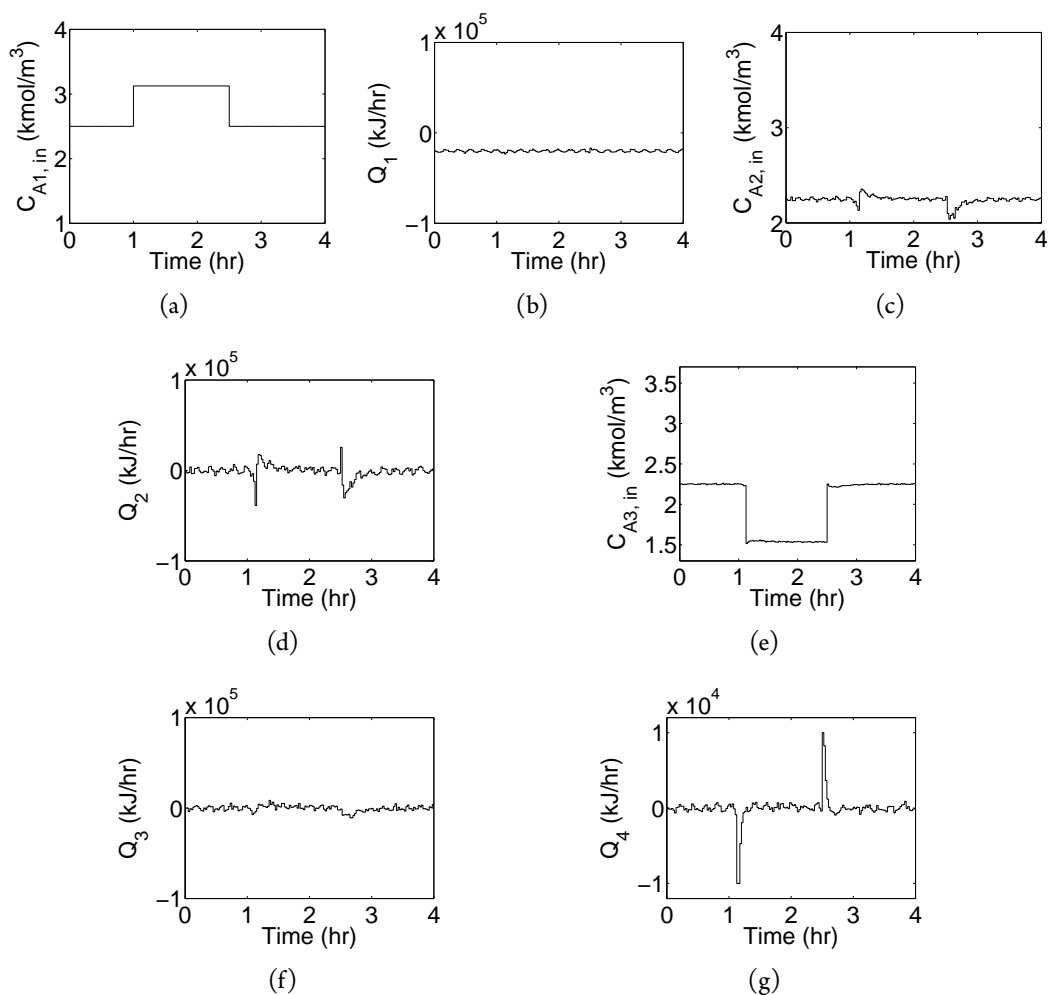 4
3
2
1
C_{A1, in} (kmol/m^3)
0 1 2 3 4
Time (hr)
(a)
1 x 10^5
0
−1
Q_1 (kJ/hr)
0 1 2 3 4
Time (hr)
(b)
4
3
2
C_{A2, in} (kmol/m^3)
0 1 2 3 4
Time (hr)
(c)
1 x 10^5
0
−1
Q_2 (kJ/hr)
0 1 2 3 4
Time (hr)
(d)
3.5
3
2.5
2
1.5
C_{A3, in} (kmol/m^3)
0 1 2 3 4
Time (hr)
(e)
1 x 10^5
0
−1
Q_3 (kJ/hr)
0 1 2 3 4
Time (hr)
(f)
x 10^4
1
0
−1
Q_4 (kJ/hr)
0 1 2 3 4
Time (hr)
(g)